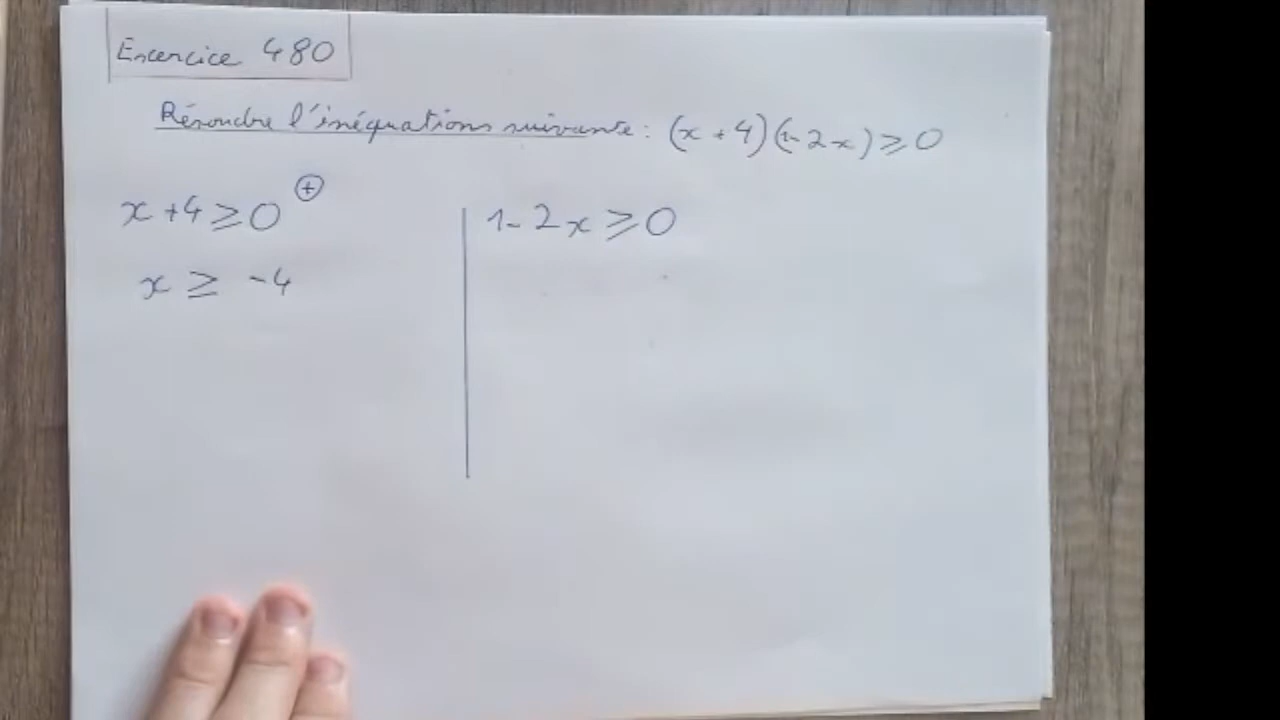 Exercice 480
Résoudre l'inéquations suivante : (x + 4)(1 - 2x) ≥ 0
x + 4 ≥ 0 ⊕
1 - 2x ≥ 0
x ≥ -4